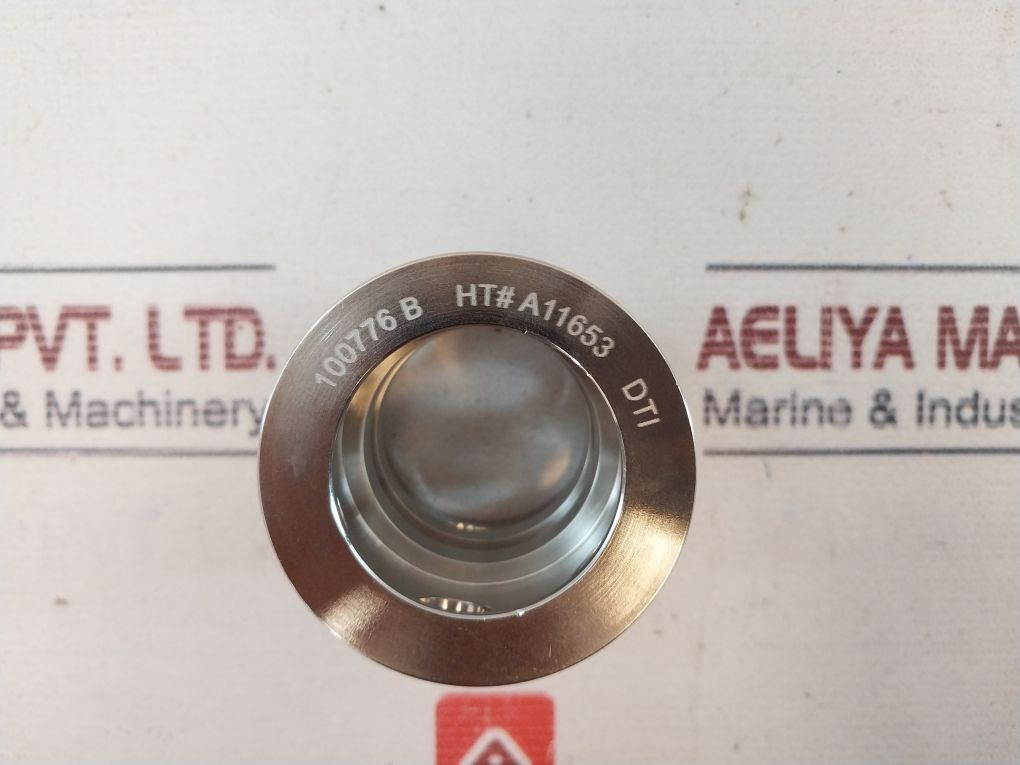 100776 B HT# A11653 DTI
PVT. LTD.
& Machinery
AELIYA MA
Marine & Indus